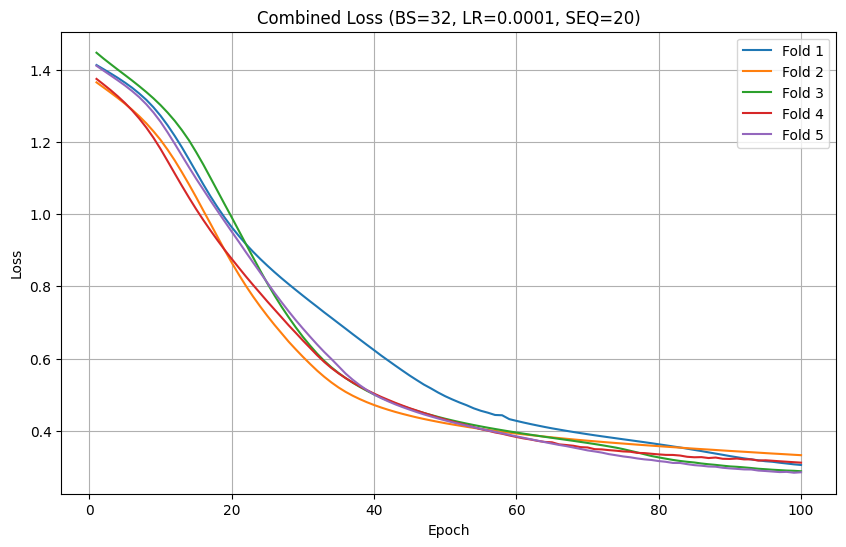 Combined Loss (BS=32, LR=0.0001, SEQ=20)
Fold 1
Fold 2
Fold 3
Fold 4
Fold 5
Loss
1.4
1.2
1.0
0.8
0.6
0.4
0 20 40 60 80 100
Epoch